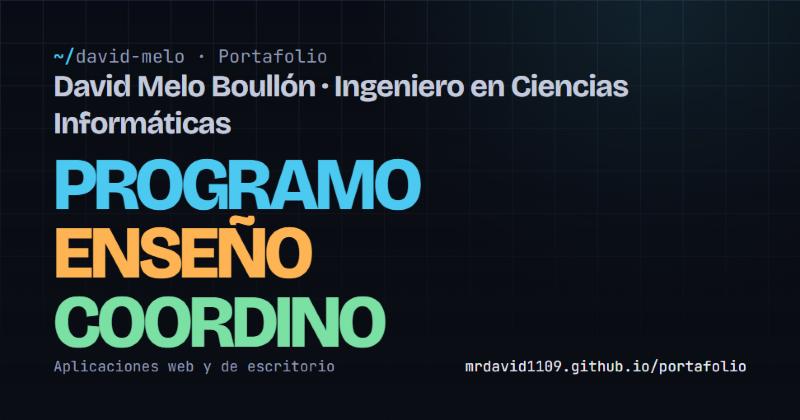 ~/david-melo · Portafolio
David Melo Boullón · Ingeniero en Ciencias
Informáticas
PROGRAMO
ENSEÑO
COORDINO
Aplicaciones web y de escritorio
mrdavid1109.github.io/portafolio